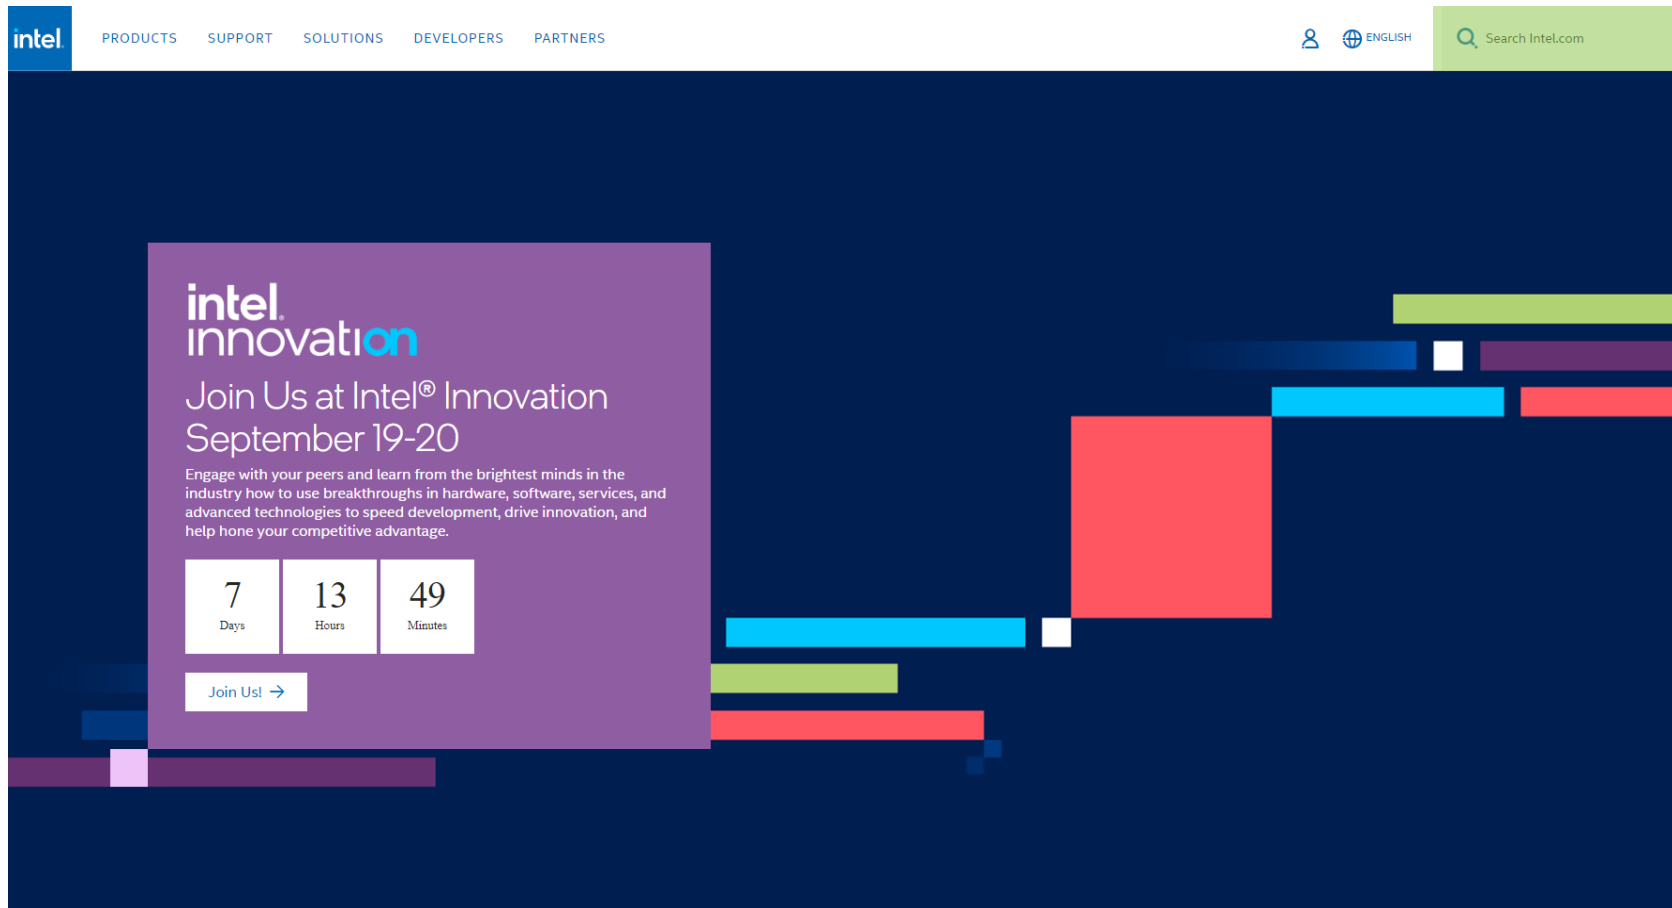 intel.
PRODUCTS SUPPORT SOLUTIONS DEVELOPERS PARTNERS ENGLISH Search Intel.com
intel.
innovation
Join Us at Intel® Innovation
September 19-20
Engage with your peers and learn from the brightest minds in the
industry how to use breakthroughs in hardware, software, services, and
advanced technologies to speed development, drive innovation, and
help hone your competitive advantage.
7 13 49
Days Hours Minutes
Join Us! →